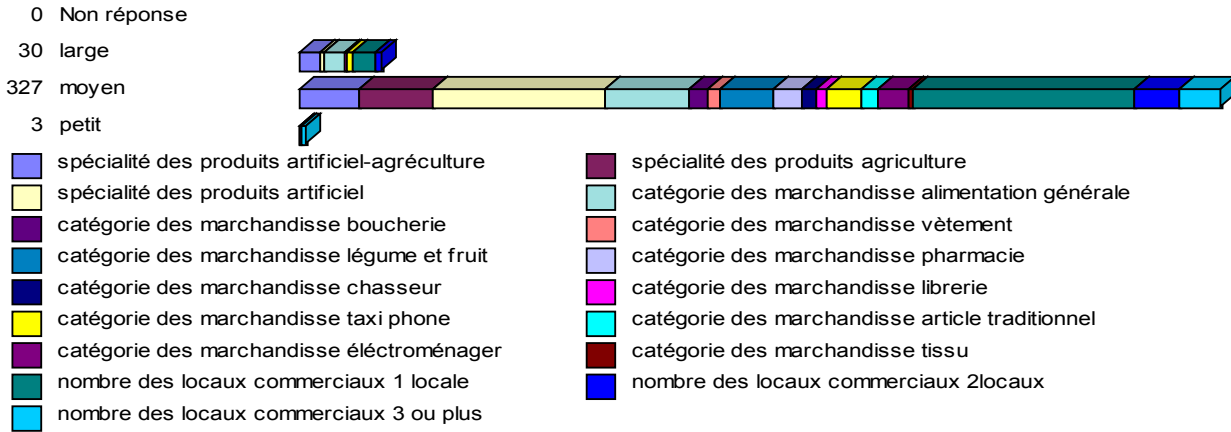 0 Non réponse
30 large
327 moyen
3 petit
spécialité des produits artificiel-agréculture
spécialité des produits agriculture
spécialité des produits artificiel
catégorie des marchandisse alimentation générale
catégorie des marchandisse boucherie
catégorie des marchandisse vètement
catégorie des marchandisse légume et fruit
catégorie des marchandisse pharmacie
catégorie des marchandisse chasseur
catégorie des marchandisse librerie
catégorie des marchandisse taxi phone
catégorie des marchandisse article traditionnel
catégorie des marchandisse éléctroménager
catégorie des marchandisse tissu
nombre des locaux commerciaux 1 locale
nombre des locaux commerciaux 2locaux
nombre des locaux commerciaux 3 ou plus